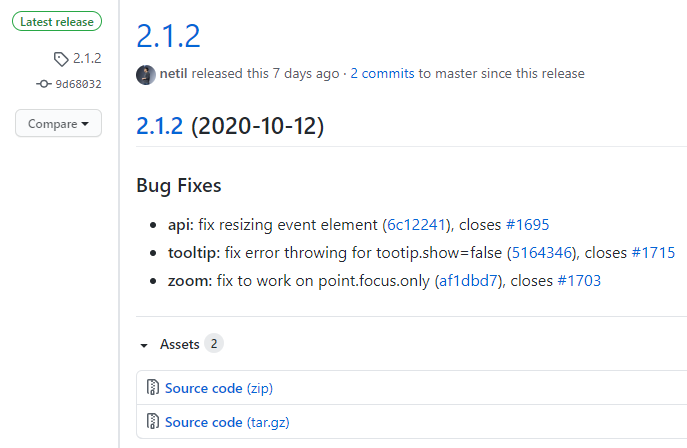 Latest release
2.1.2
9d68032
Compare
2.1.2
netil released this 7 days ago · 2 commits to master since this release
2.1.2 (2020-10-12)
Bug Fixes
• api: fix resizing event element (6c12241), closes #1695
• tooltip: fix error throwing for tootip.show=false (5164346), closes #1715
• zoom: fix to work on point.focus.only (af1dbd7), closes #1703
Assets 2
Source code (zip)
Source code (tar.gz)